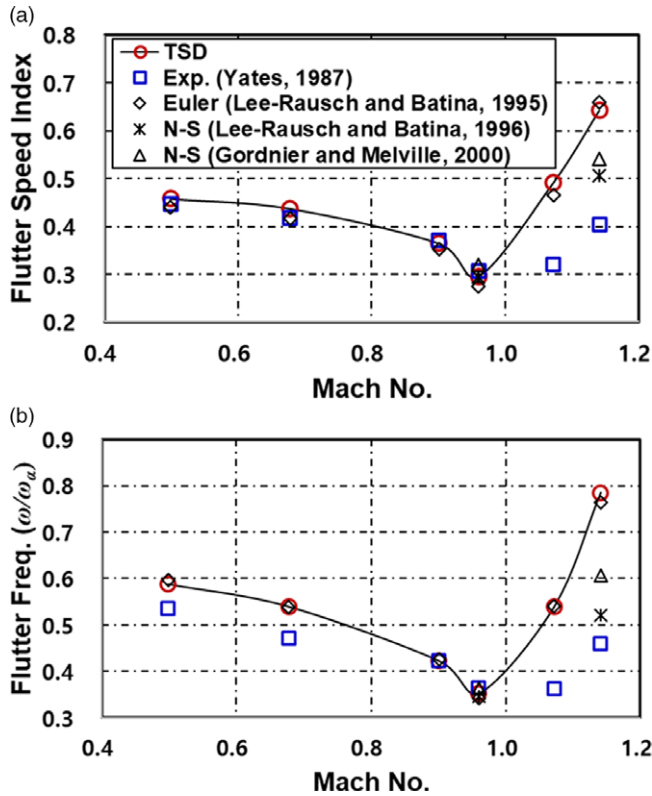 (a)
0.8
0.7
0.6
0.5
0.4
0.3
0.2
Flutter Speed Index
TSD
Exp. (Yates, 1987)
Euler (Lee-Rausch and Batina, 1995)
N-S (Lee-Rausch and Batina, 1996)
N-S (Gordnier and Melville, 2000)
0.4 0.6 0.8 1.0 1.2
Mach No.
(b)
0.9
0.8
0.7
0.6
0.5
0.4
0.3
Flutter Freq. (ω/ωα)
0.4 0.6 0.8 1.0 1.2
Mach No.